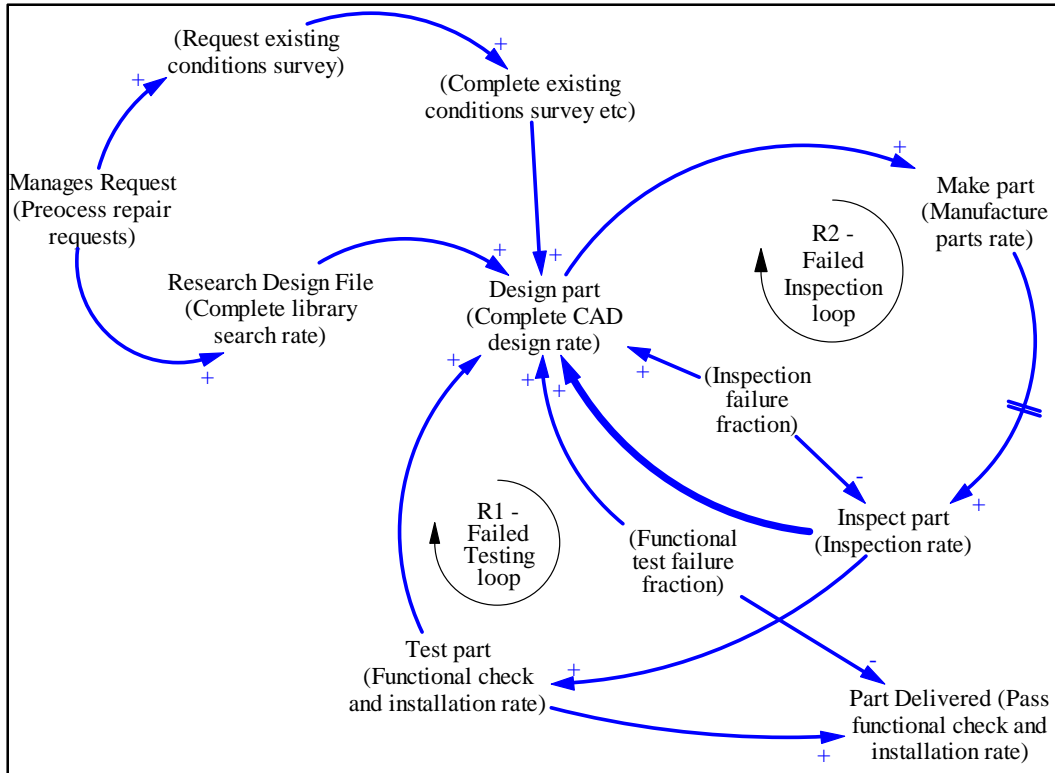 (Request existing
conditions survey)
+
+
(Complete existing
conditions survey etc)
+
Manages Request
(Preocess repair
requests)
+
Make part
(Manufacture
parts rate)
R2 -
Failed
Inspection
loop
+
+
Research Design File
(Complete library
search rate)
+
Design part
(Complete CAD
design rate)
+
+
+
+
(Inspection
failure
fraction)
-
+
Inspect part
(Inspection rate)
R1 -
Failed
Testing
loop
(Functional
test failure
fraction)
Test part
(Functional check
and installation rate)
+
-
Part Delivered (Pass
functional check and
installation rate)
+